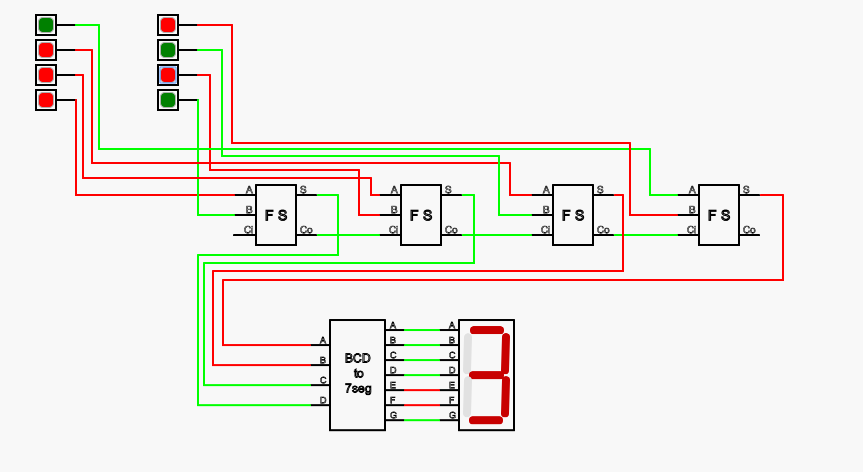 A S A S A S A S
B F S B F S B F S B F S
Ci Co Ci Co Ci Co Ci Co
A A
A B B
BCD C C
B to D D
C 7seg E E
D F F
G G